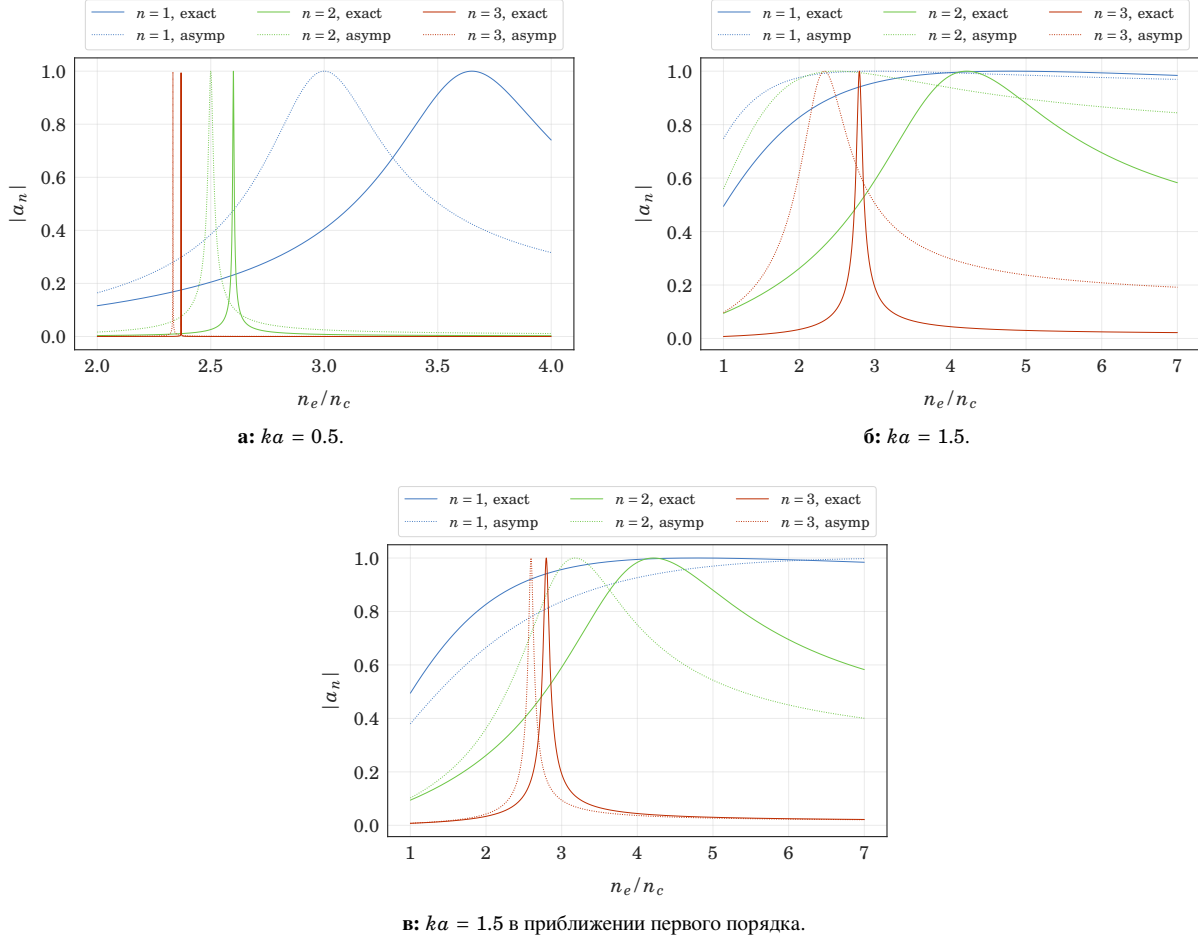 n = 1, exact n = 2, exact n = 3, exact
n = 1, asymp n = 2, asymp n = 3, asymp
1.0
0.8
0.6
0.4
0.2
0.0
|a_n|
2.0 2.5 3.0 3.5 4.0
n_e/n_c
а: ka = 0.5.
n = 1, exact n = 2, exact n = 3, exact
n = 1, asymp n = 2, asymp n = 3, asymp
1.0
0.8
0.6
0.4
0.2
0.0
|a_n|
1 2 3 4 5 6 7
n_e/n_c
б: ka = 1.5.
n = 1, exact n = 2, exact n = 3, exact
n = 1, asymp n = 2, asymp n = 3, asymp
1.0
0.8
0.6
0.4
0.2
0.0
|a_n|
1 2 3 4 5 6 7
n_e/n_c
в: ka = 1.5 в приближении первого порядка.